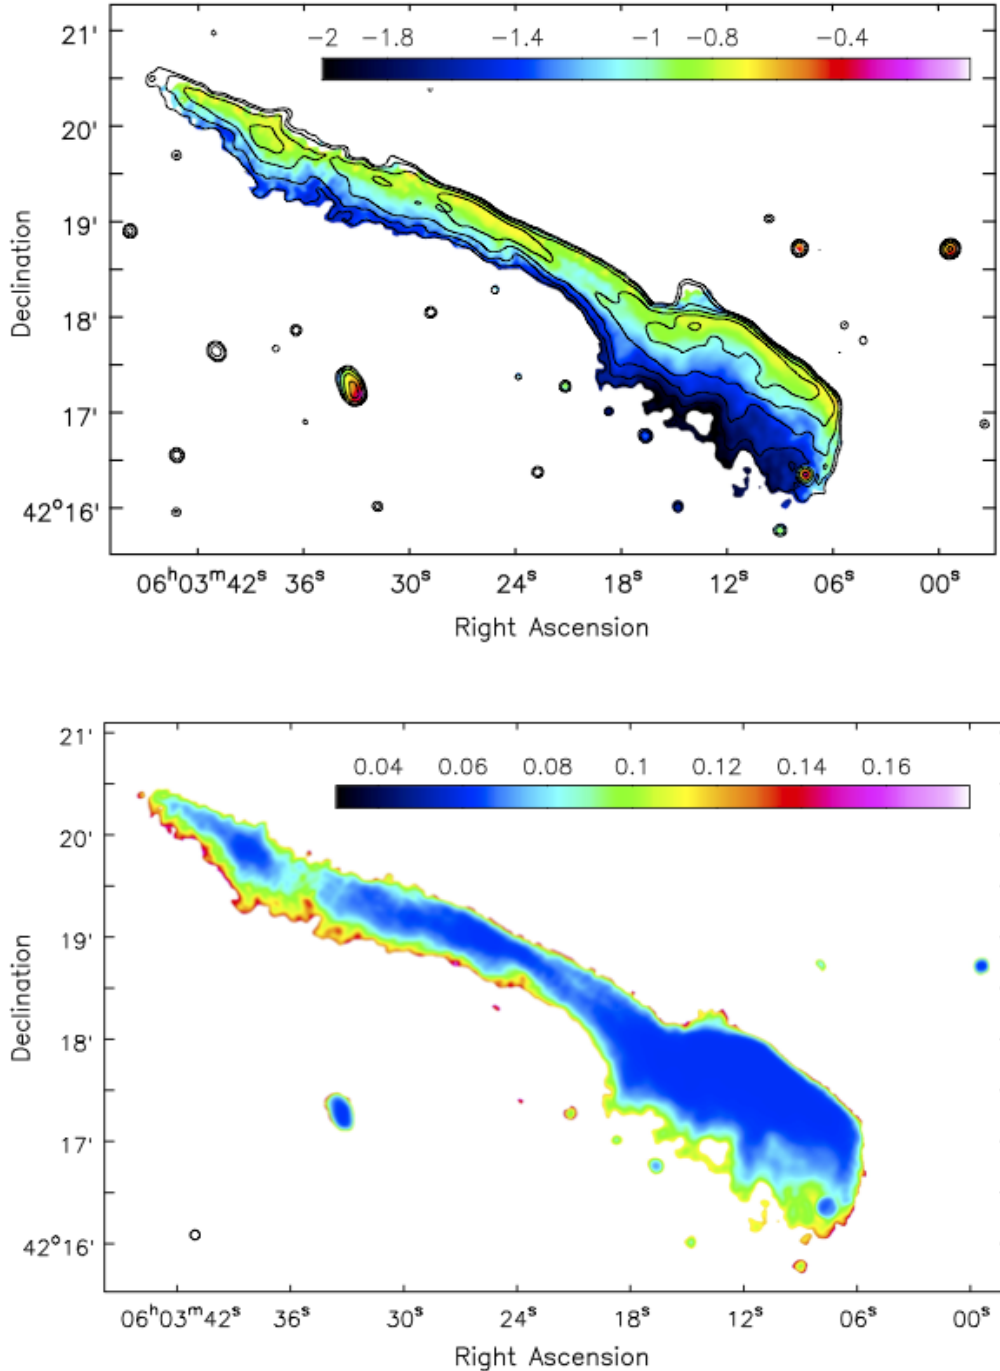 −2 −1.8 −1.4 −1 −0.8 −0.4
21'
20'
19'
18'
17'
42°16'
Declination
06ʰ03ᵐ42ˢ 36ˢ 30ˢ 24ˢ 18ˢ 12ˢ 06ˢ 00ˢ
Right Ascension
0.04 0.06 0.08 0.1 0.12 0.14 0.16
21'
20'
19'
18'
17'
42°16'
Declination
06ʰ03ᵐ42ˢ 36ˢ 30ˢ 24ˢ 18ˢ 12ˢ 06ˢ 00ˢ
Right Ascension